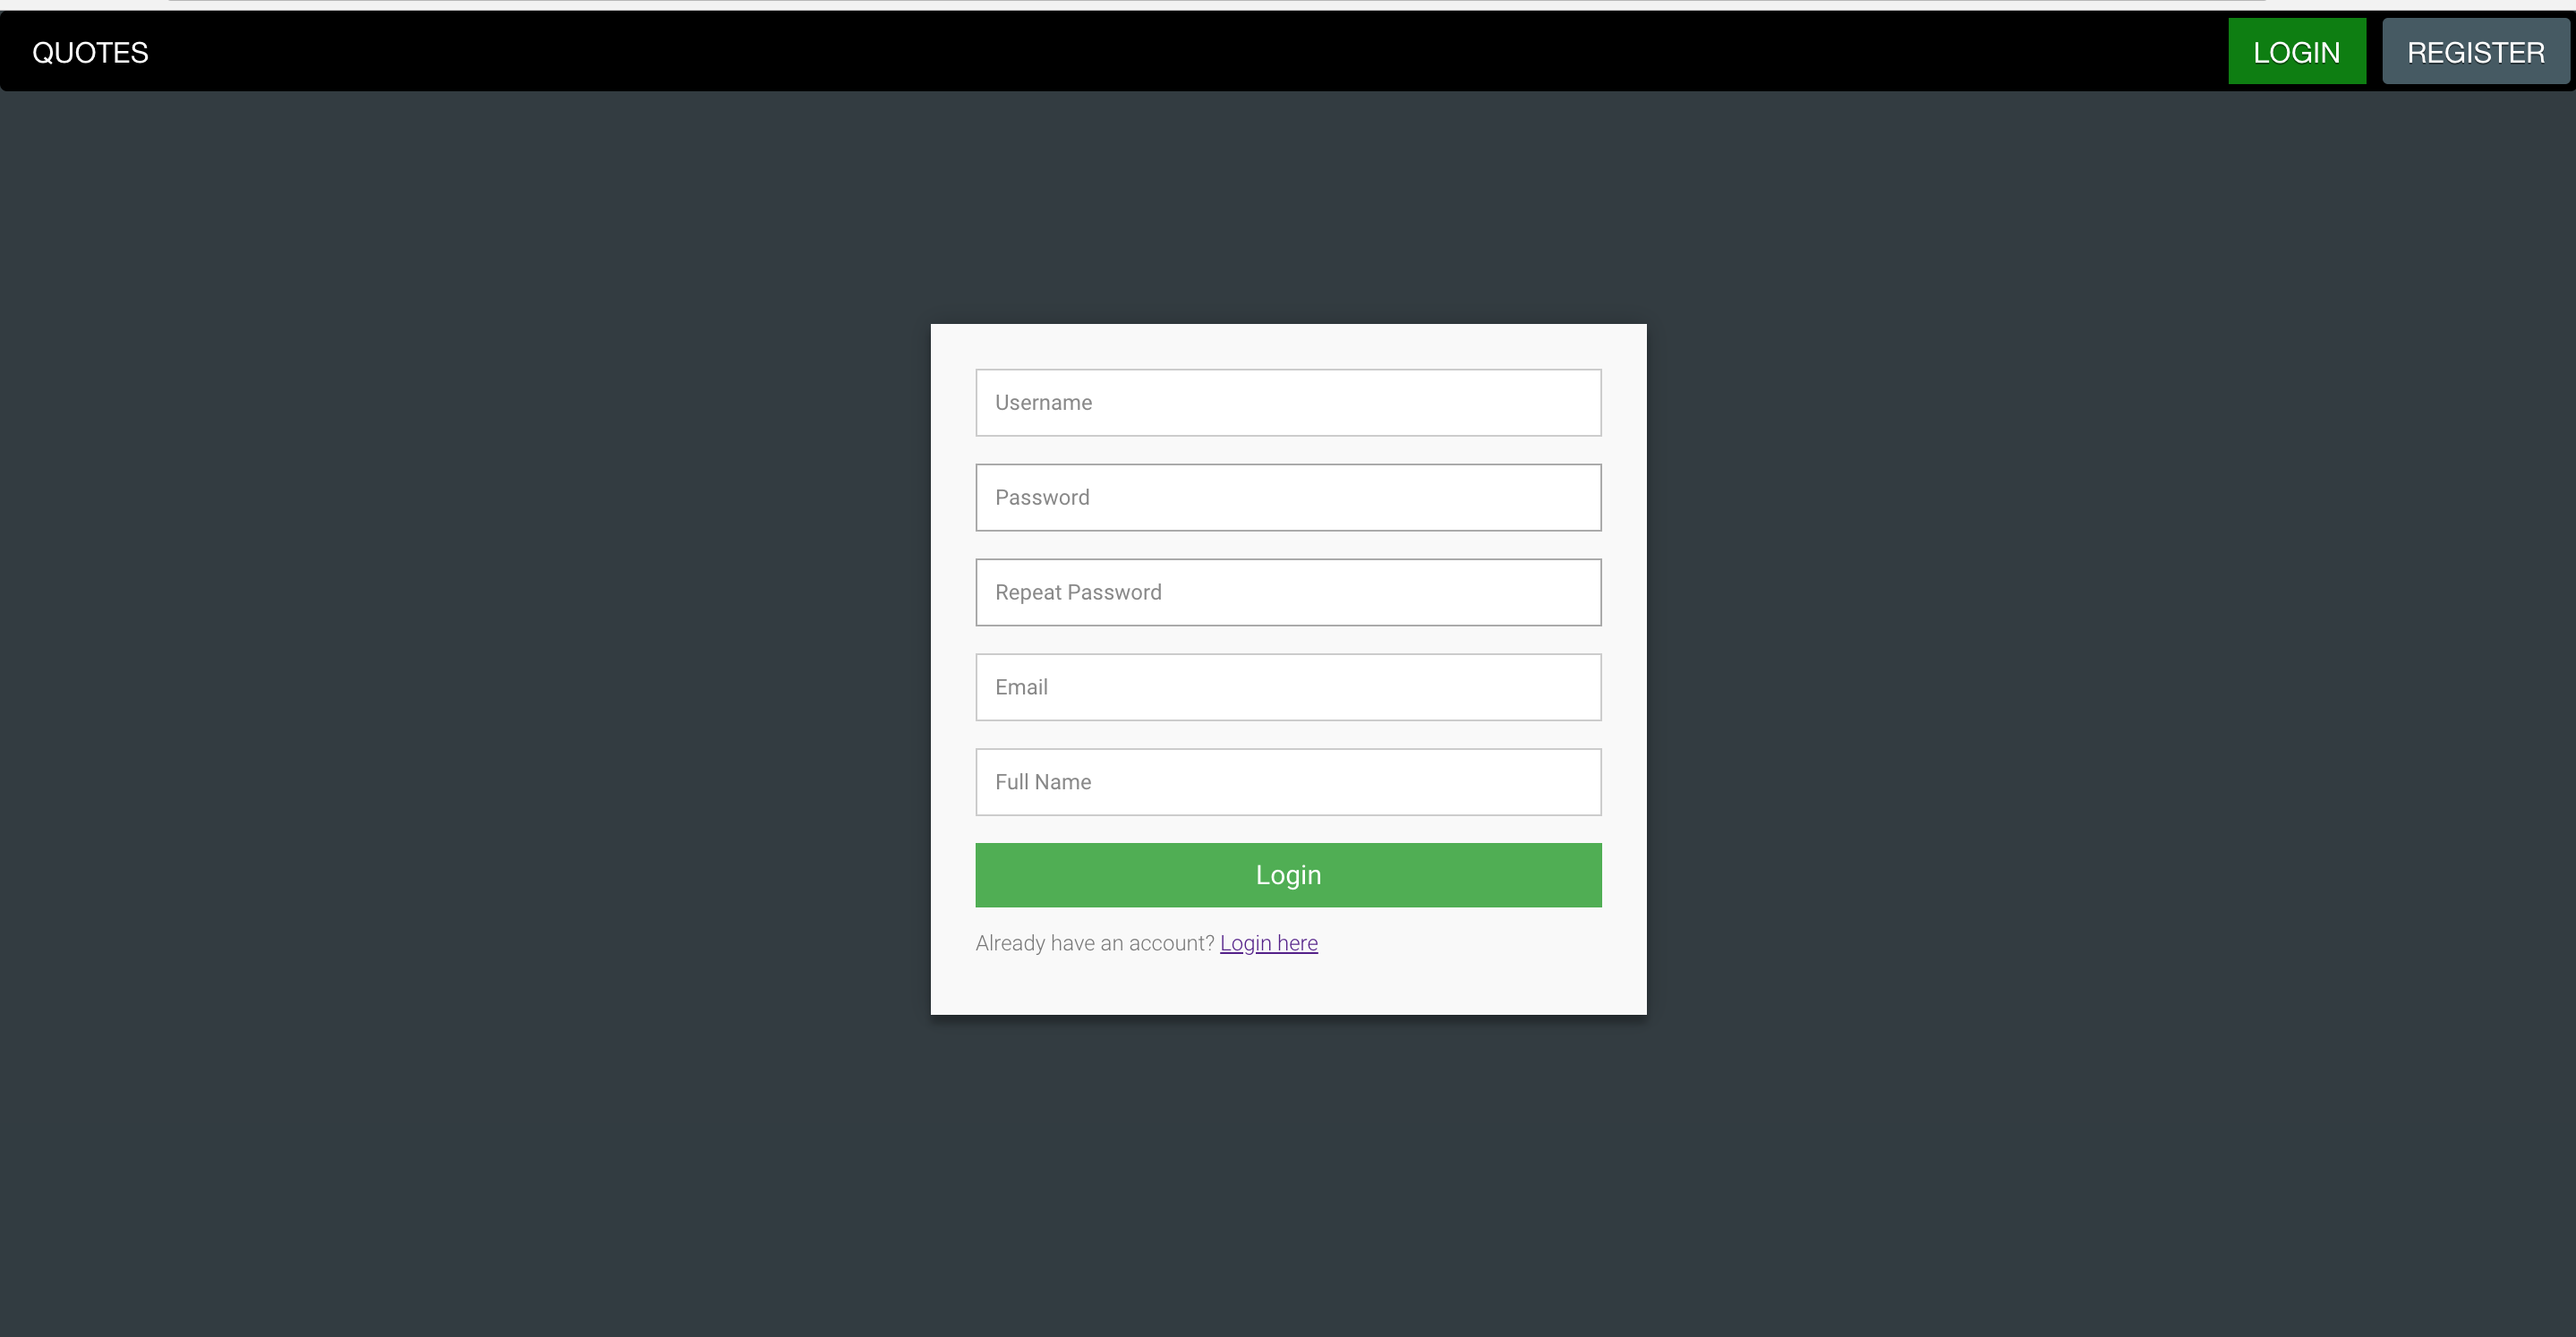 QUOTES LOGIN REGISTER
Username
Password
Repeat Password
Email
Full Name
Login
Already have an account? Login here